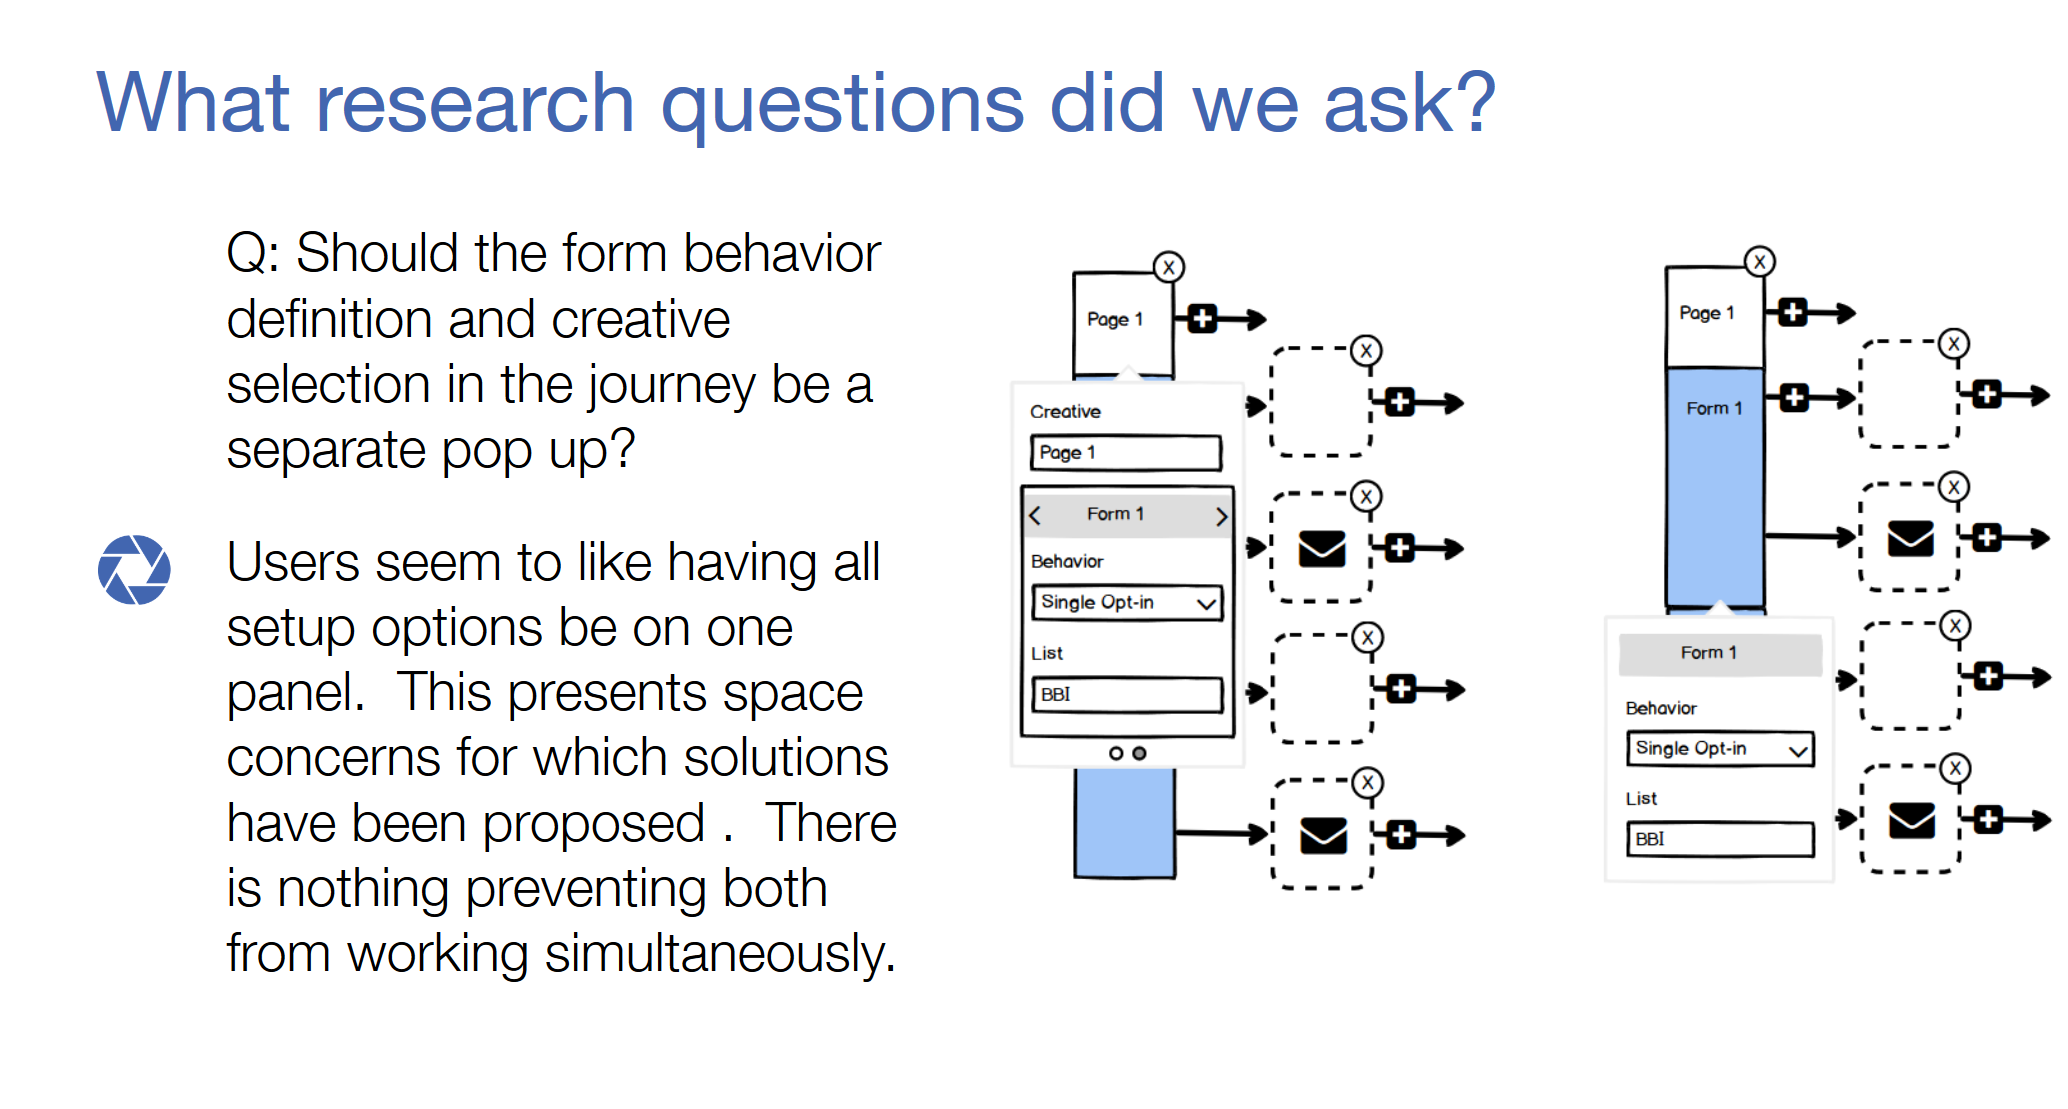 What research questions did we ask?
Q: Should the form behavior
definition and creative
selection in the journey be a
separate pop up?
Users seem to like having all
setup options be on one
panel.  This presents space
concerns for which solutions
have been proposed .  There
is nothing preventing both
from working simultaneously.
X
Page 1
X
Creative
Page 1
X
Form 1
Behavior
Single Opt-in
X
List
BBI
X
X
Page 1
X
Form 1
X
X
Form 1
Behavior
Single Opt-in
X
List
BBI